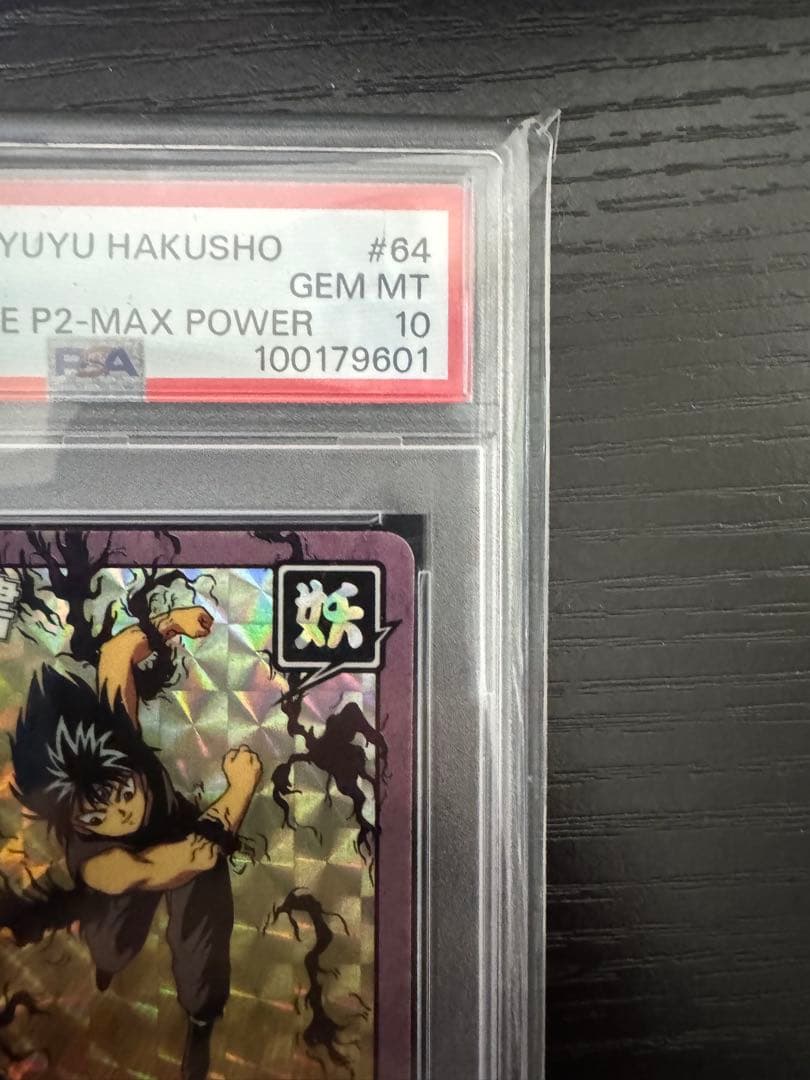 YUYU HAKUSHO #64
GEM MT
E P2-MAX POWER 10
PSA 100179601
妖